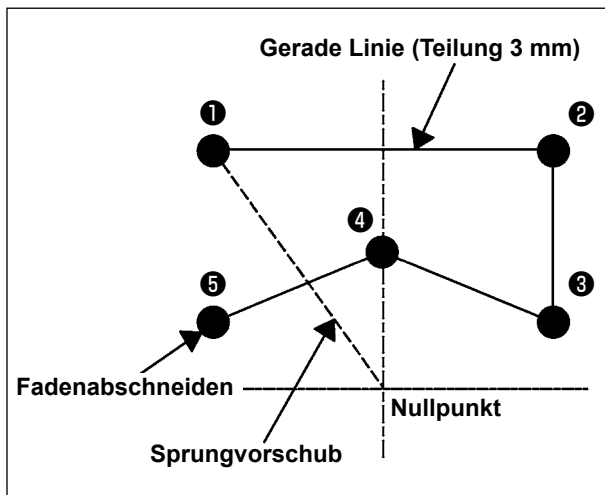 Gerade Linie (Teilung 3 mm)
❶
❷
❹
❺
❸
Fadenabschneiden
Nullpunkt
Sprungvorschub